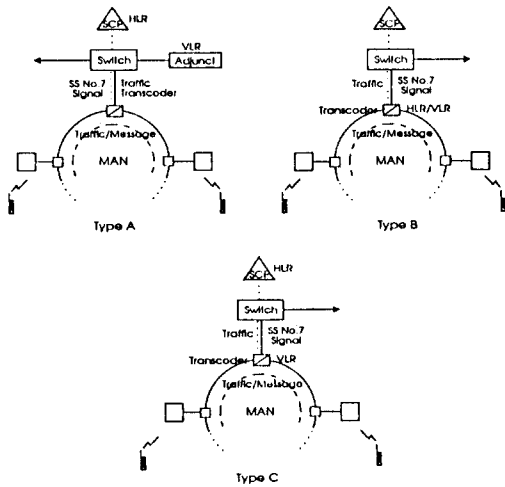 SCP HLR
VLR
Switch Adjunct
SS No.7 Traffic
Signal Transcoder
Traffic/Message
MAN
Type A
SCP
Switch
Traffic SS No.7
Signal
Transcoder HLR/VLR
Traffic/Message
MAN
Type B
SCP HLR
Switch
Traffic SS No.7
Signal
Transcoder VLR
Traffic/Message
MAN
Type C